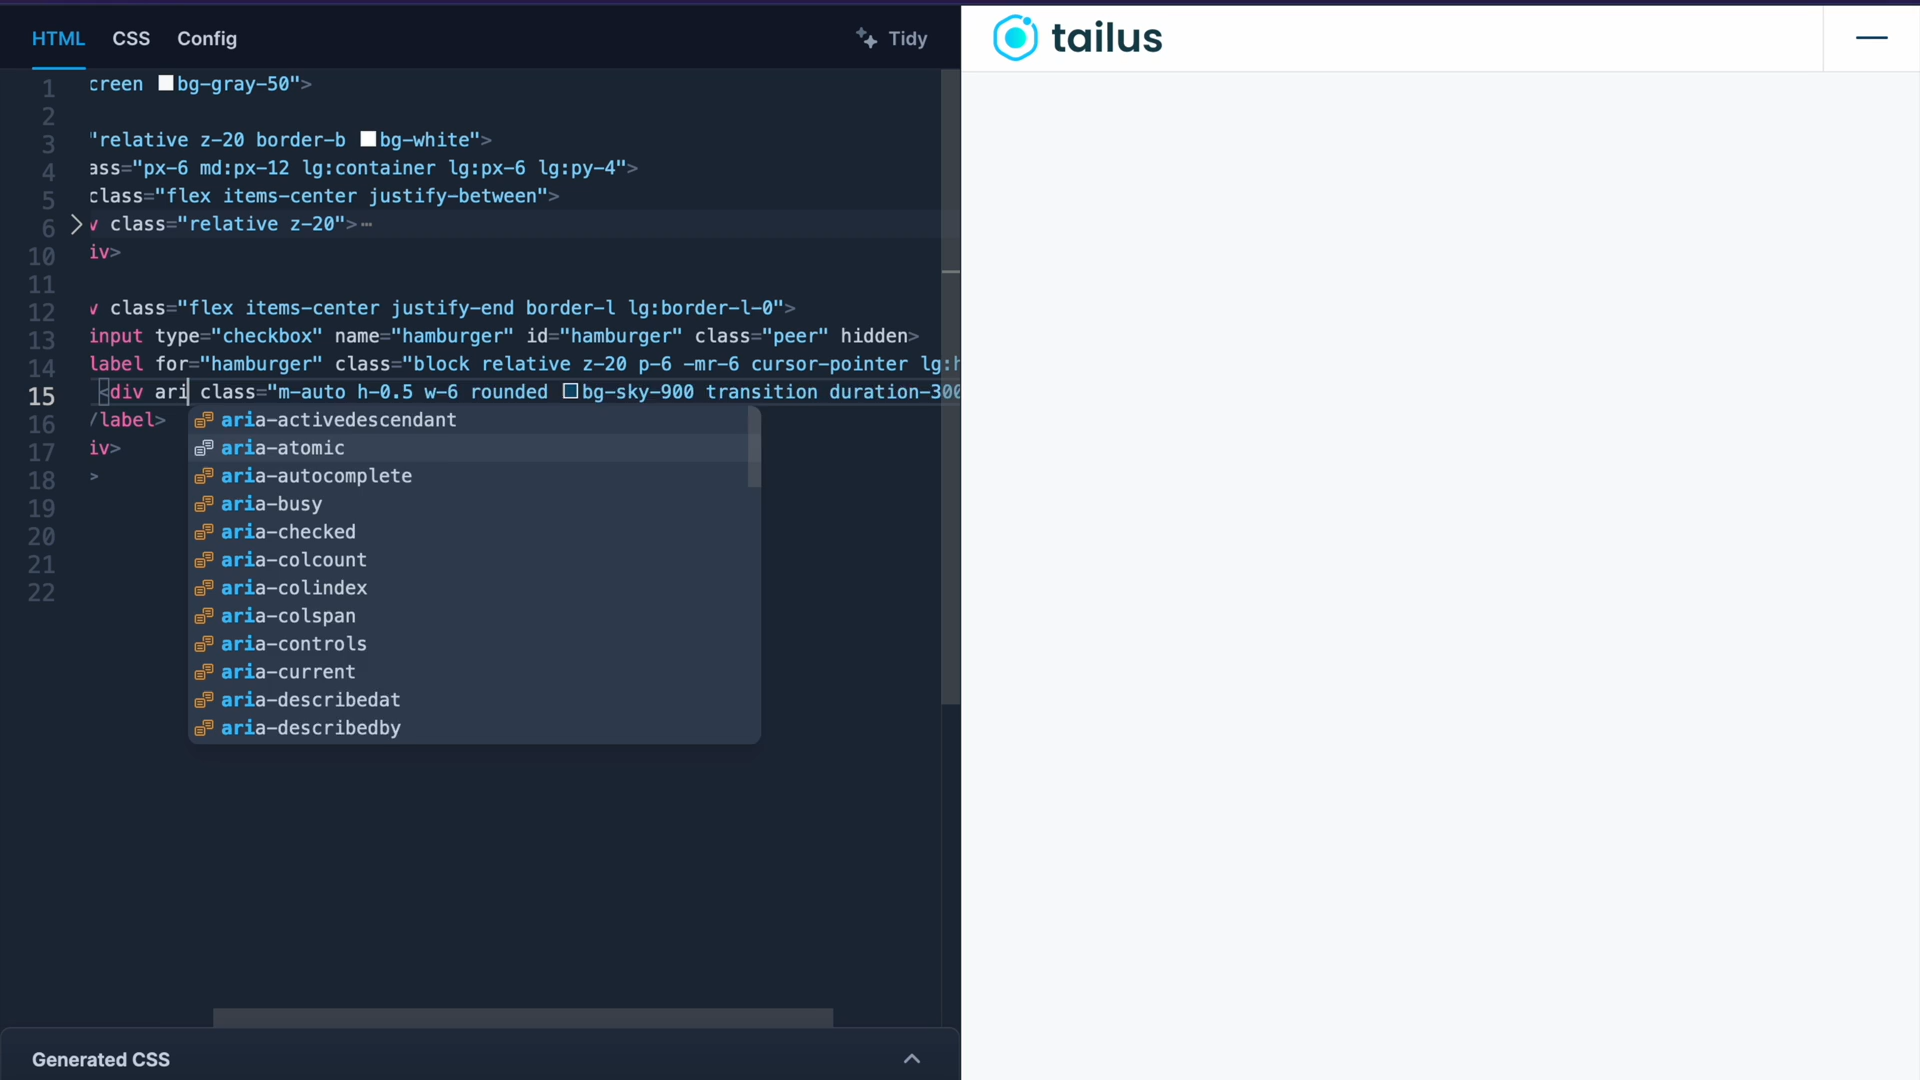 HTML CSS Config Tidy
tailus
1 creen bg-gray-50">
2
3 "relative z-20 border-b bg-white">
4 ass="px-6 md:px-12 lg:container lg:px-6 lg:py-4">
5 class="flex items-center justify-between">
6 v class="relative z-20">⋯
10 iv>
11
12 v class="flex items-center justify-end border-l lg:border-l-0">
13 input type="checkbox" name="hamburger" id="hamburger" class="peer" hidden>
14 label for="hamburger" class="block relative z-20 p-6 -mr-6 cursor-pointer lg:h
15 <div ari class="m-auto h-0.5 w-6 rounded bg-sky-900 transition duration-300
16 /label>
17 iv>
18 >
19
20
21
22
aria-activedescendant
aria-atomic
aria-autocomplete
aria-busy
aria-checked
aria-colcount
aria-colindex
aria-colspan
aria-controls
aria-current
aria-describedat
aria-describedby
Generated CSS